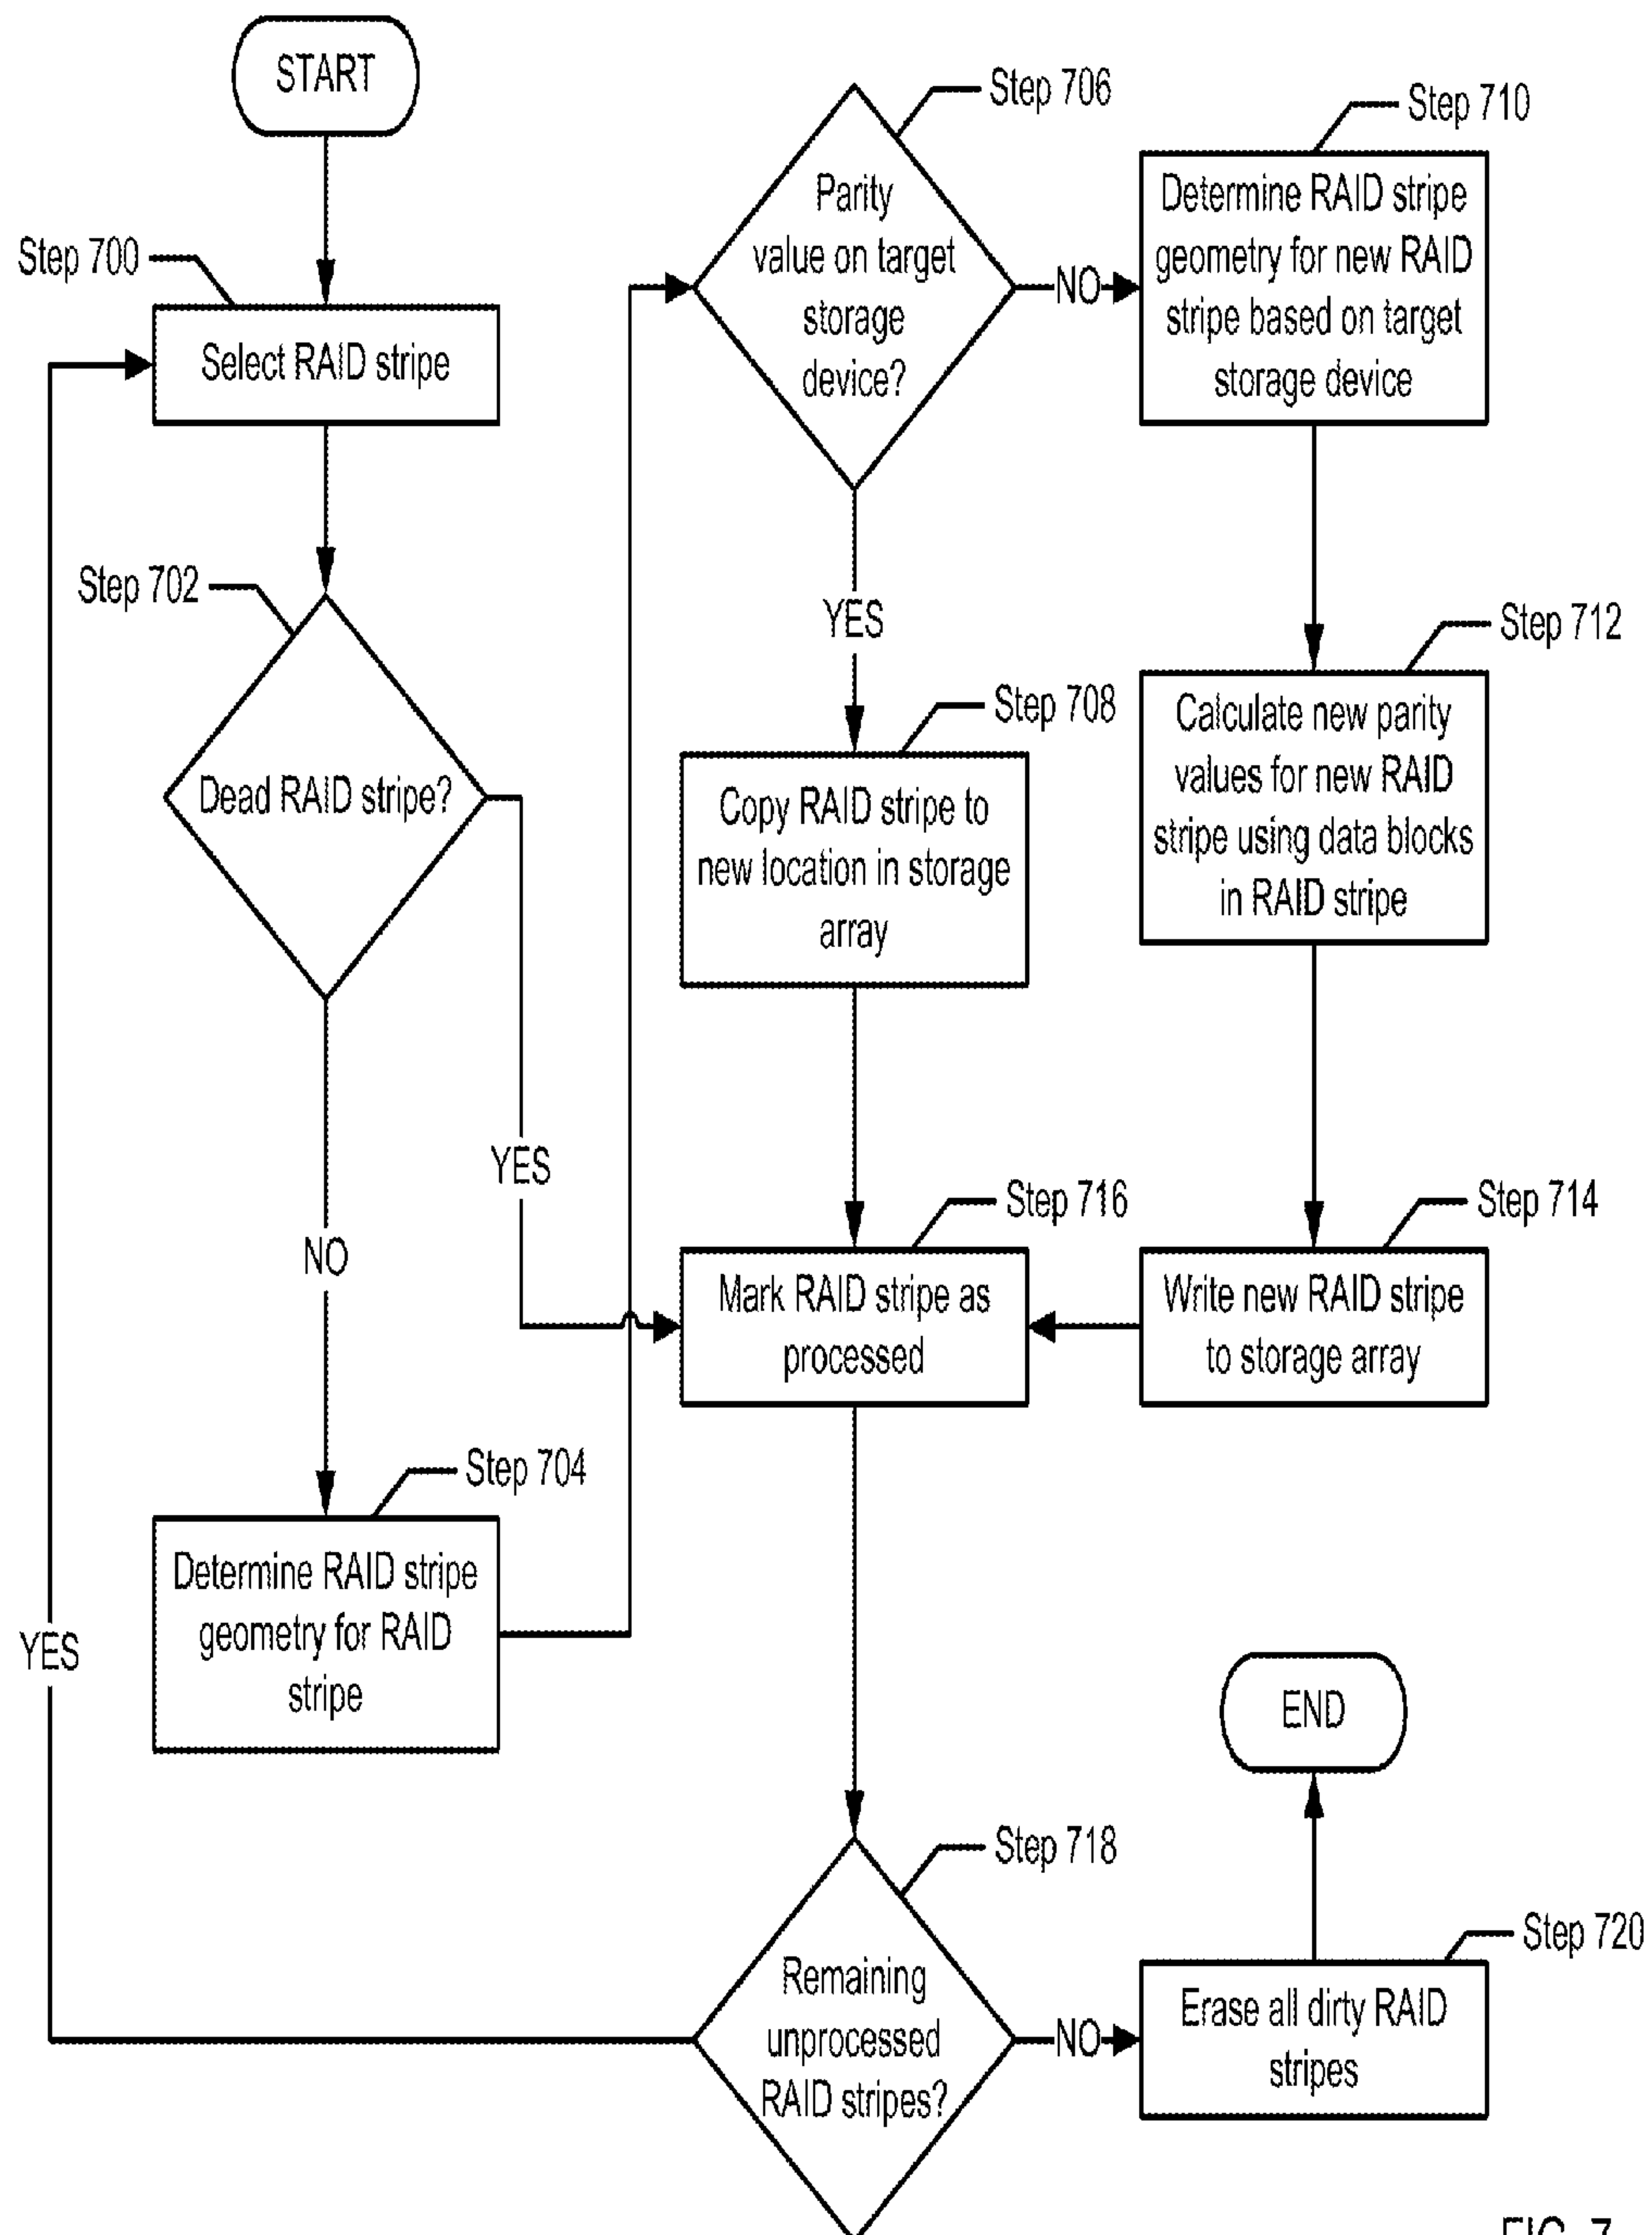 START
Step 700
Select RAID stripe
Step 702
Dead RAID stripe?
YES
NO
Step 704
Determine RAID stripe
geometry for RAID
stripe
Step 706
Parity
value on target
storage
device?
NO
YES
Step 708
Copy RAID stripe to
new location in storage
array
Step 710
Determine RAID stripe
geometry for new RAID
stripe based on target
storage device
Step 712
Calculate new parity
values for new RAID
stripe using data blocks
in RAID stripe
Step 714
Write new RAID stripe
to storage array
Step 716
Mark RAID stripe as
processed
Step 718
Remaining
unprocessed
RAID stripes?
YES
NO
Step 720
Erase all dirty RAID
stripes
END
FIG. 7